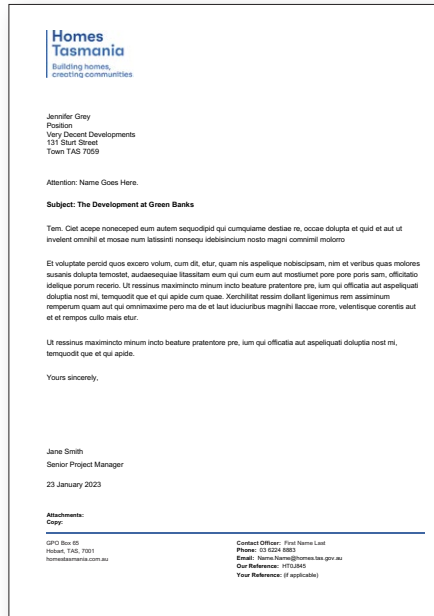 Homes
Tasmania
Building homes,
creating communities
Jennifer Grey
Position
Very Decent Developments
131 Sturt Street
Town TAS 7059
Attention: Name Goes Here.
Subject: The Development at Green Banks
Tem. Ciet acepe noneceped eum autem sequodipid qui cumquiame destiae re, occae dolupta et quid et aut ut
invelent omnihil et mosae num latissinti nonsequ idebisincium nosto magni comnimil molorro
Et voluptate percid quos excero volum, cum dit, etur, quam nis aspelique nobiscipsam, nim et veribus quas molores
susanis dolupta temostet, audaesequiae litassitam eum qui cum eum aut mostiumet pore pore poris sam, officitatio
idelique porum recerio. Ut ressinus maximincto minum incto beature pratentore pre, ium qui officatia aut aspeliquati
doluptia nost mi, temquodit que et qui apide cum quae. Xerchilitat ressim dollant ligenimus rem assiminum
remperum quam aut qui omnimaxime pero ma de et laut iduciuribus magnihi llaccae rrore, velentisque corentis aut
et et rempos cullo mais etur.
Ut ressinus maximincto minum incto beature pratentore pre, ium qui officatia aut aspeliquati doluptia nost mi,
temquodit que et qui apide.
Yours sincerely,
Jane Smith
Senior Project Manager
23 January 2023
Attachments:
Copy:
GPO Box 65
Hobart, TAS, 7001
homestasmania.com.au
Contact Officer: First Name Last
Phone: 03 6224 8883
Email: Name.Name@homes.tas.gov.au
Our Reference: HT0J845
Your Reference: (if applicable)